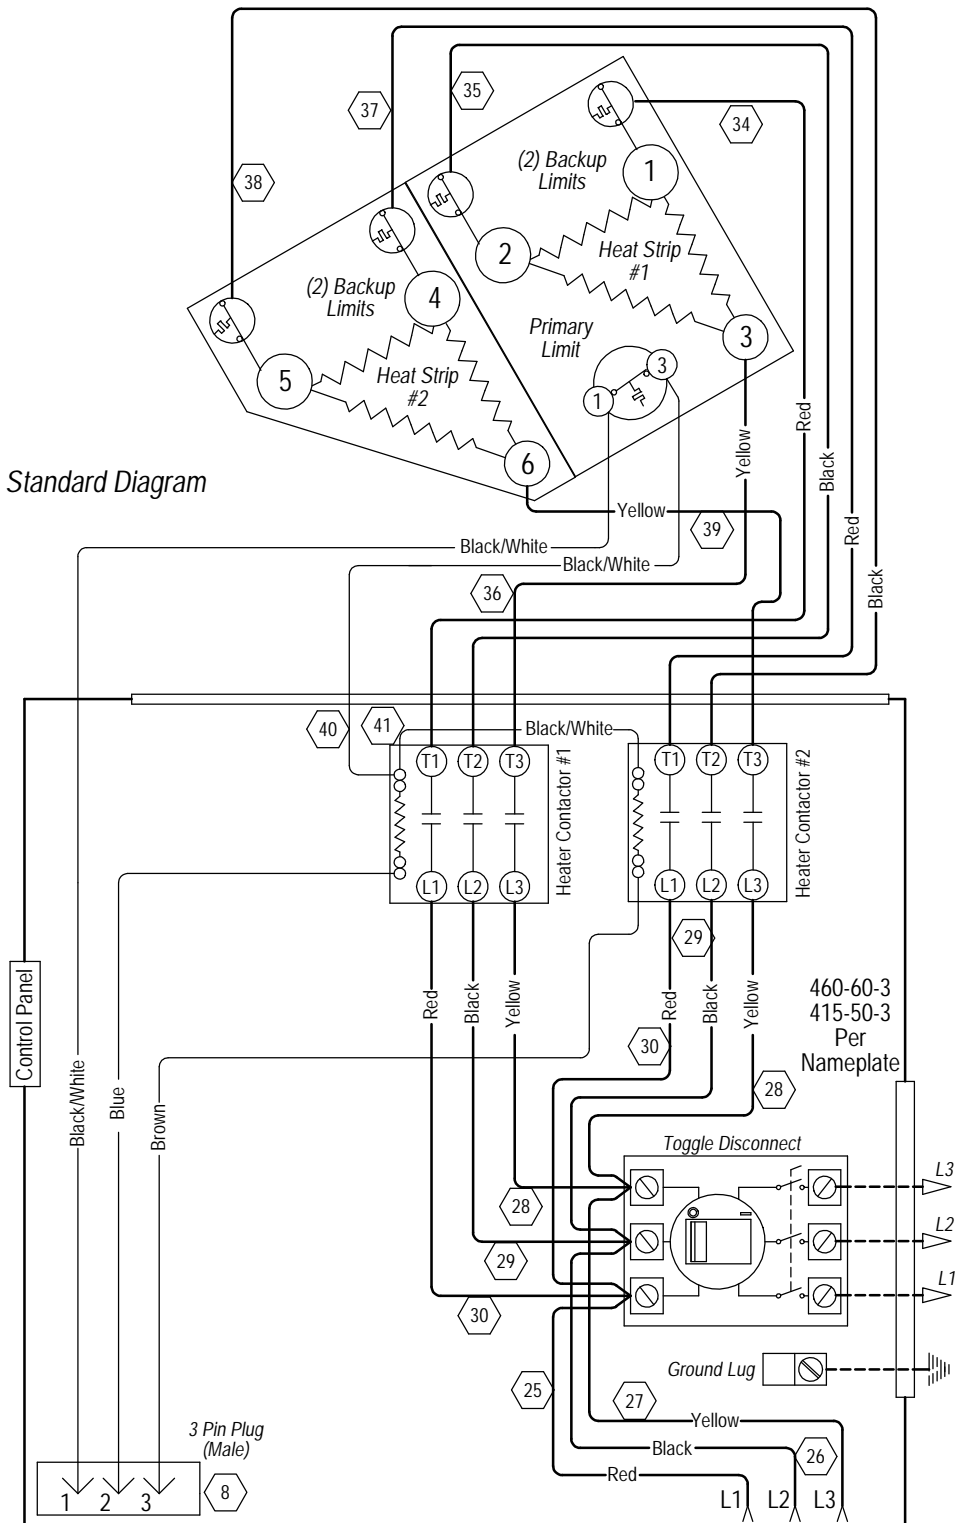 38
37
35
34
(2) Backup
Limits
1
2
Heat Strip
#1
3
(2) Backup
Limits
4
5
Heat Strip
#2
6
Primary
Limit
1
3
Standard Diagram
Red
Black
Red
Black
Yellow
Yellow
39
Black/White
Black/White
36
40
41
Black/White
T1
T2
T3
L1
L2
L3
Heater Contactor #1
T1
T2
T3
L1
L2
L3
Heater Contactor #2
Control Panel
Black/White
Blue
Brown
Red
Black
Yellow
29
Red
Black
Yellow
30
28
460-60-3
415-50-3
Per
Nameplate
Toggle Disconnect
28
29
30
L3
L2
L1
Ground Lug
25
27
Yellow
Black
26
Red
L1
L2
L3
3 Pin Plug
(Male)
8
1
2
3